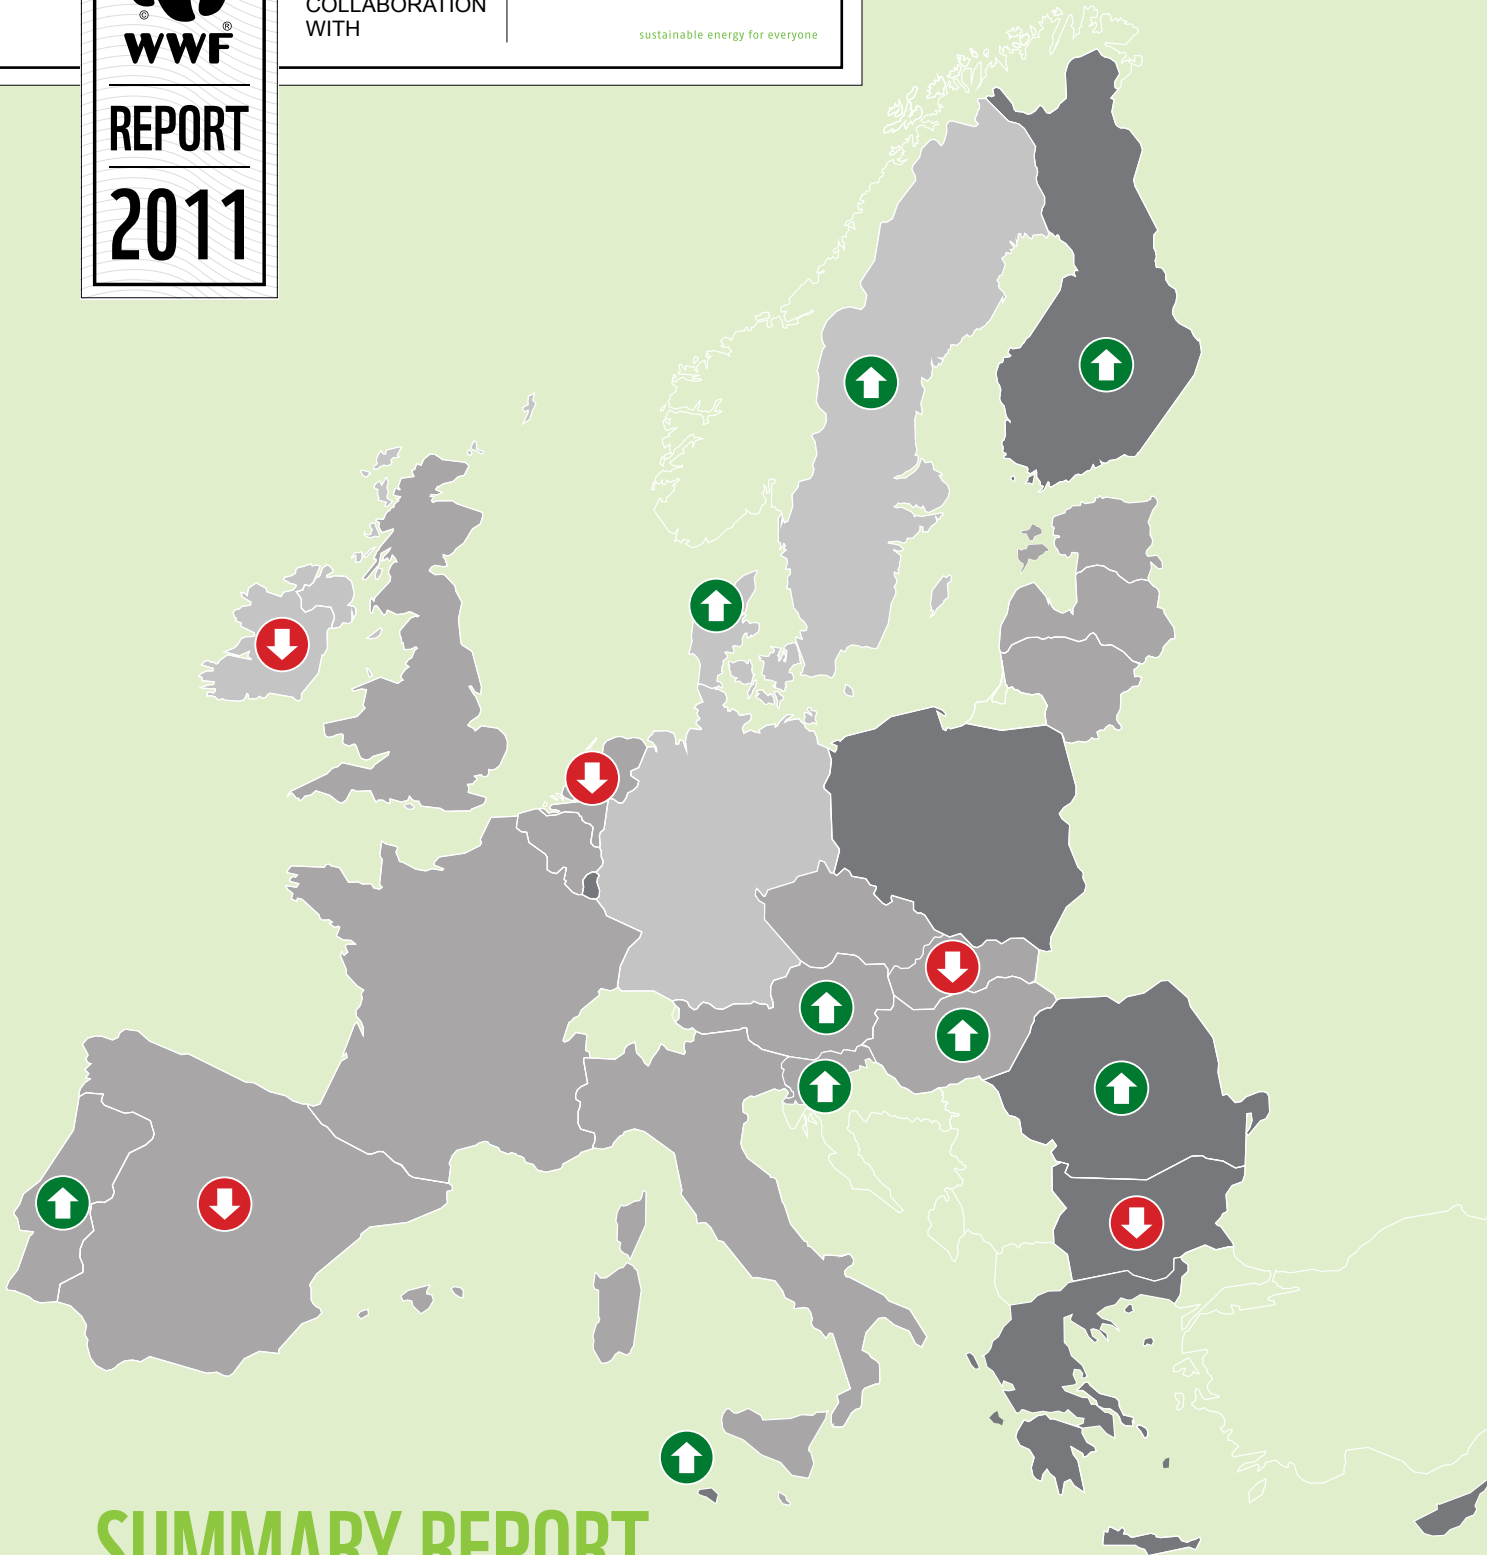 COLLABORATION
WITH
sustainable energy for everyone
©
®
WWF
REPORT
2011
SUMMARY REPORT